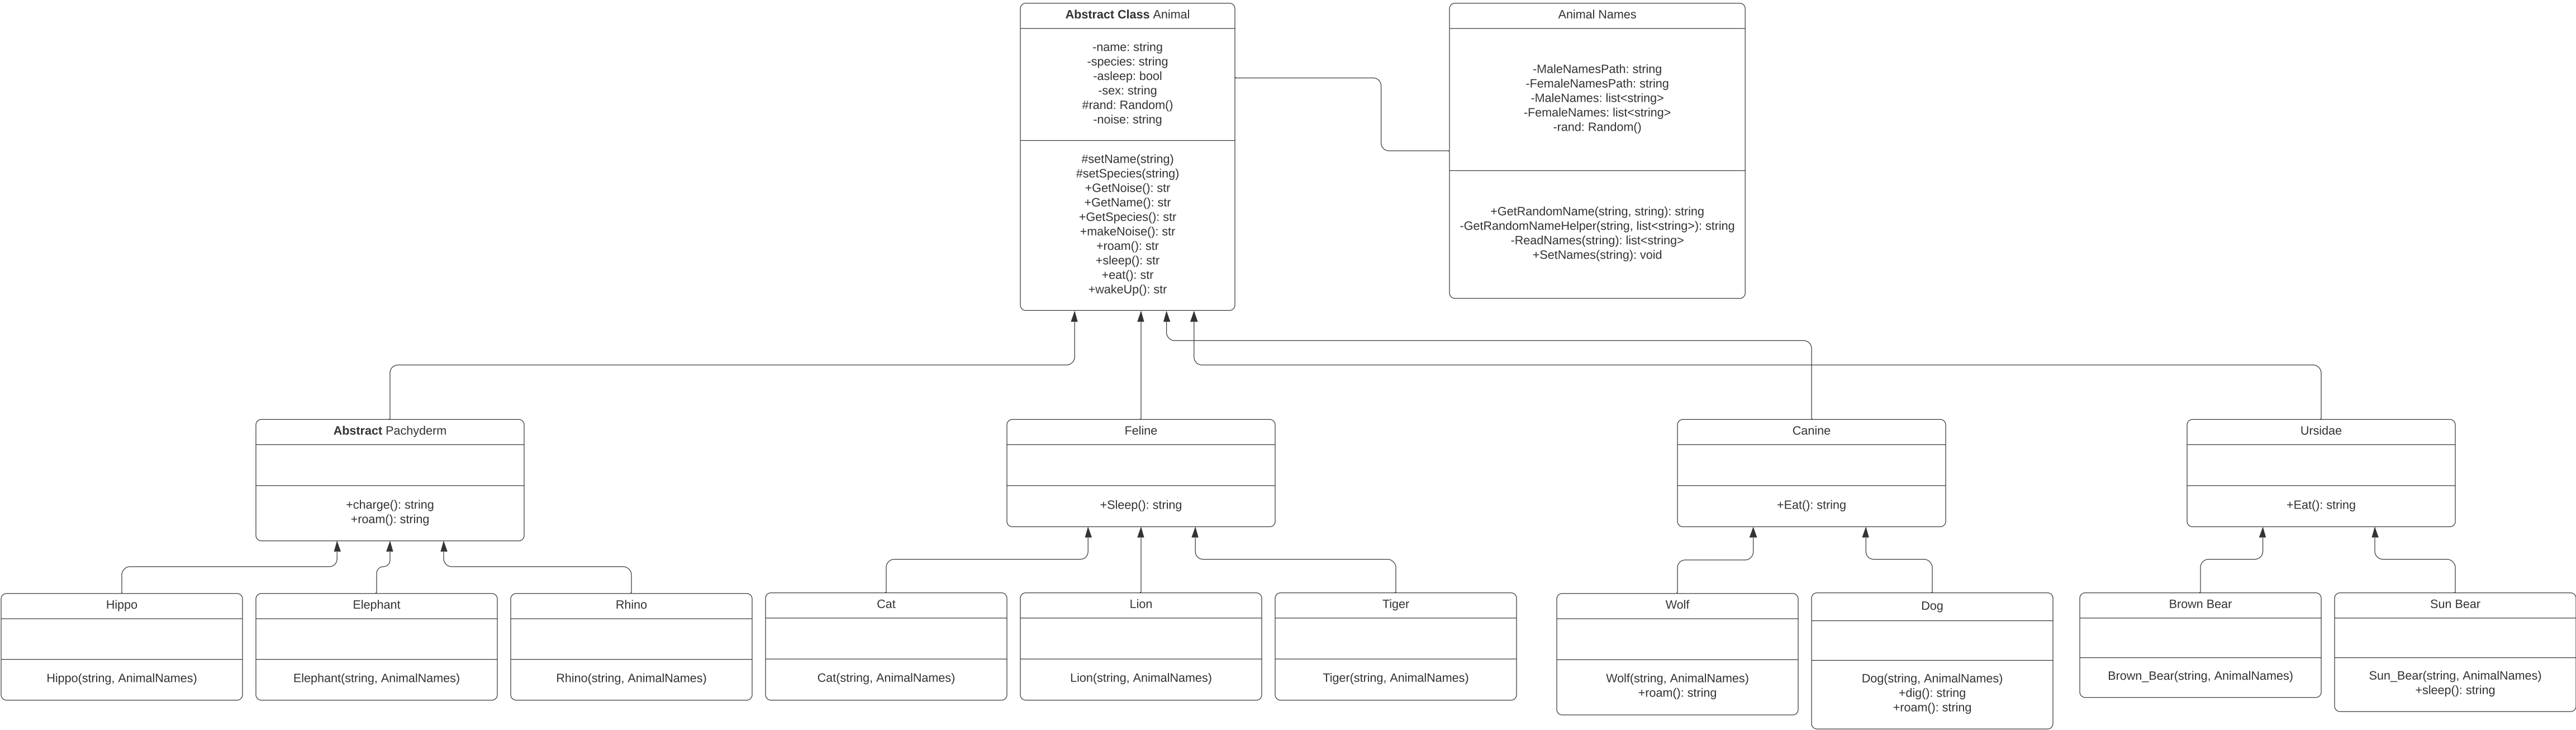 Abstract Class Animal
-name: string
-species: string
-asleep: bool
-sex: string
#rand: Random()
-noise: string
#setName(string)
#setSpecies(string)
+GetNoise(): str
+GetName(): str
+GetSpecies(): str
+makeNoise(): str
+roam(): str
+sleep(): str
+eat(): str
+wakeUp(): str
Animal Names
-MaleNamesPath: string
-FemaleNamesPath: string
-MaleNames: list<string>
-FemaleNames: list<string>
-rand: Random()
+GetRandomName(string, string): string
-GetRandomNameHelper(string, list<string>): string
-ReadNames(string): list<string>
+SetNames(string): void
Abstract Pachyderm
+charge(): string
+roam(): string
Feline
+Sleep(): string
Canine
+Eat(): string
Ursidae
+Eat(): string
Hippo
Hippo(string, AnimalNames)
Elephant
Elephant(string, AnimalNames)
Rhino
Rhino(string, AnimalNames)
Cat
Cat(string, AnimalNames)
Lion
Lion(string, AnimalNames)
Tiger
Tiger(string, AnimalNames)
Wolf
Wolf(string, AnimalNames)
+roam(): string
Dog
Dog(string, AnimalNames)
+dig(): string
+roam(): string
Brown Bear
Brown_Bear(string, AnimalNames)
Sun Bear
Sun_Bear(string, AnimalNames)
+sleep(): string